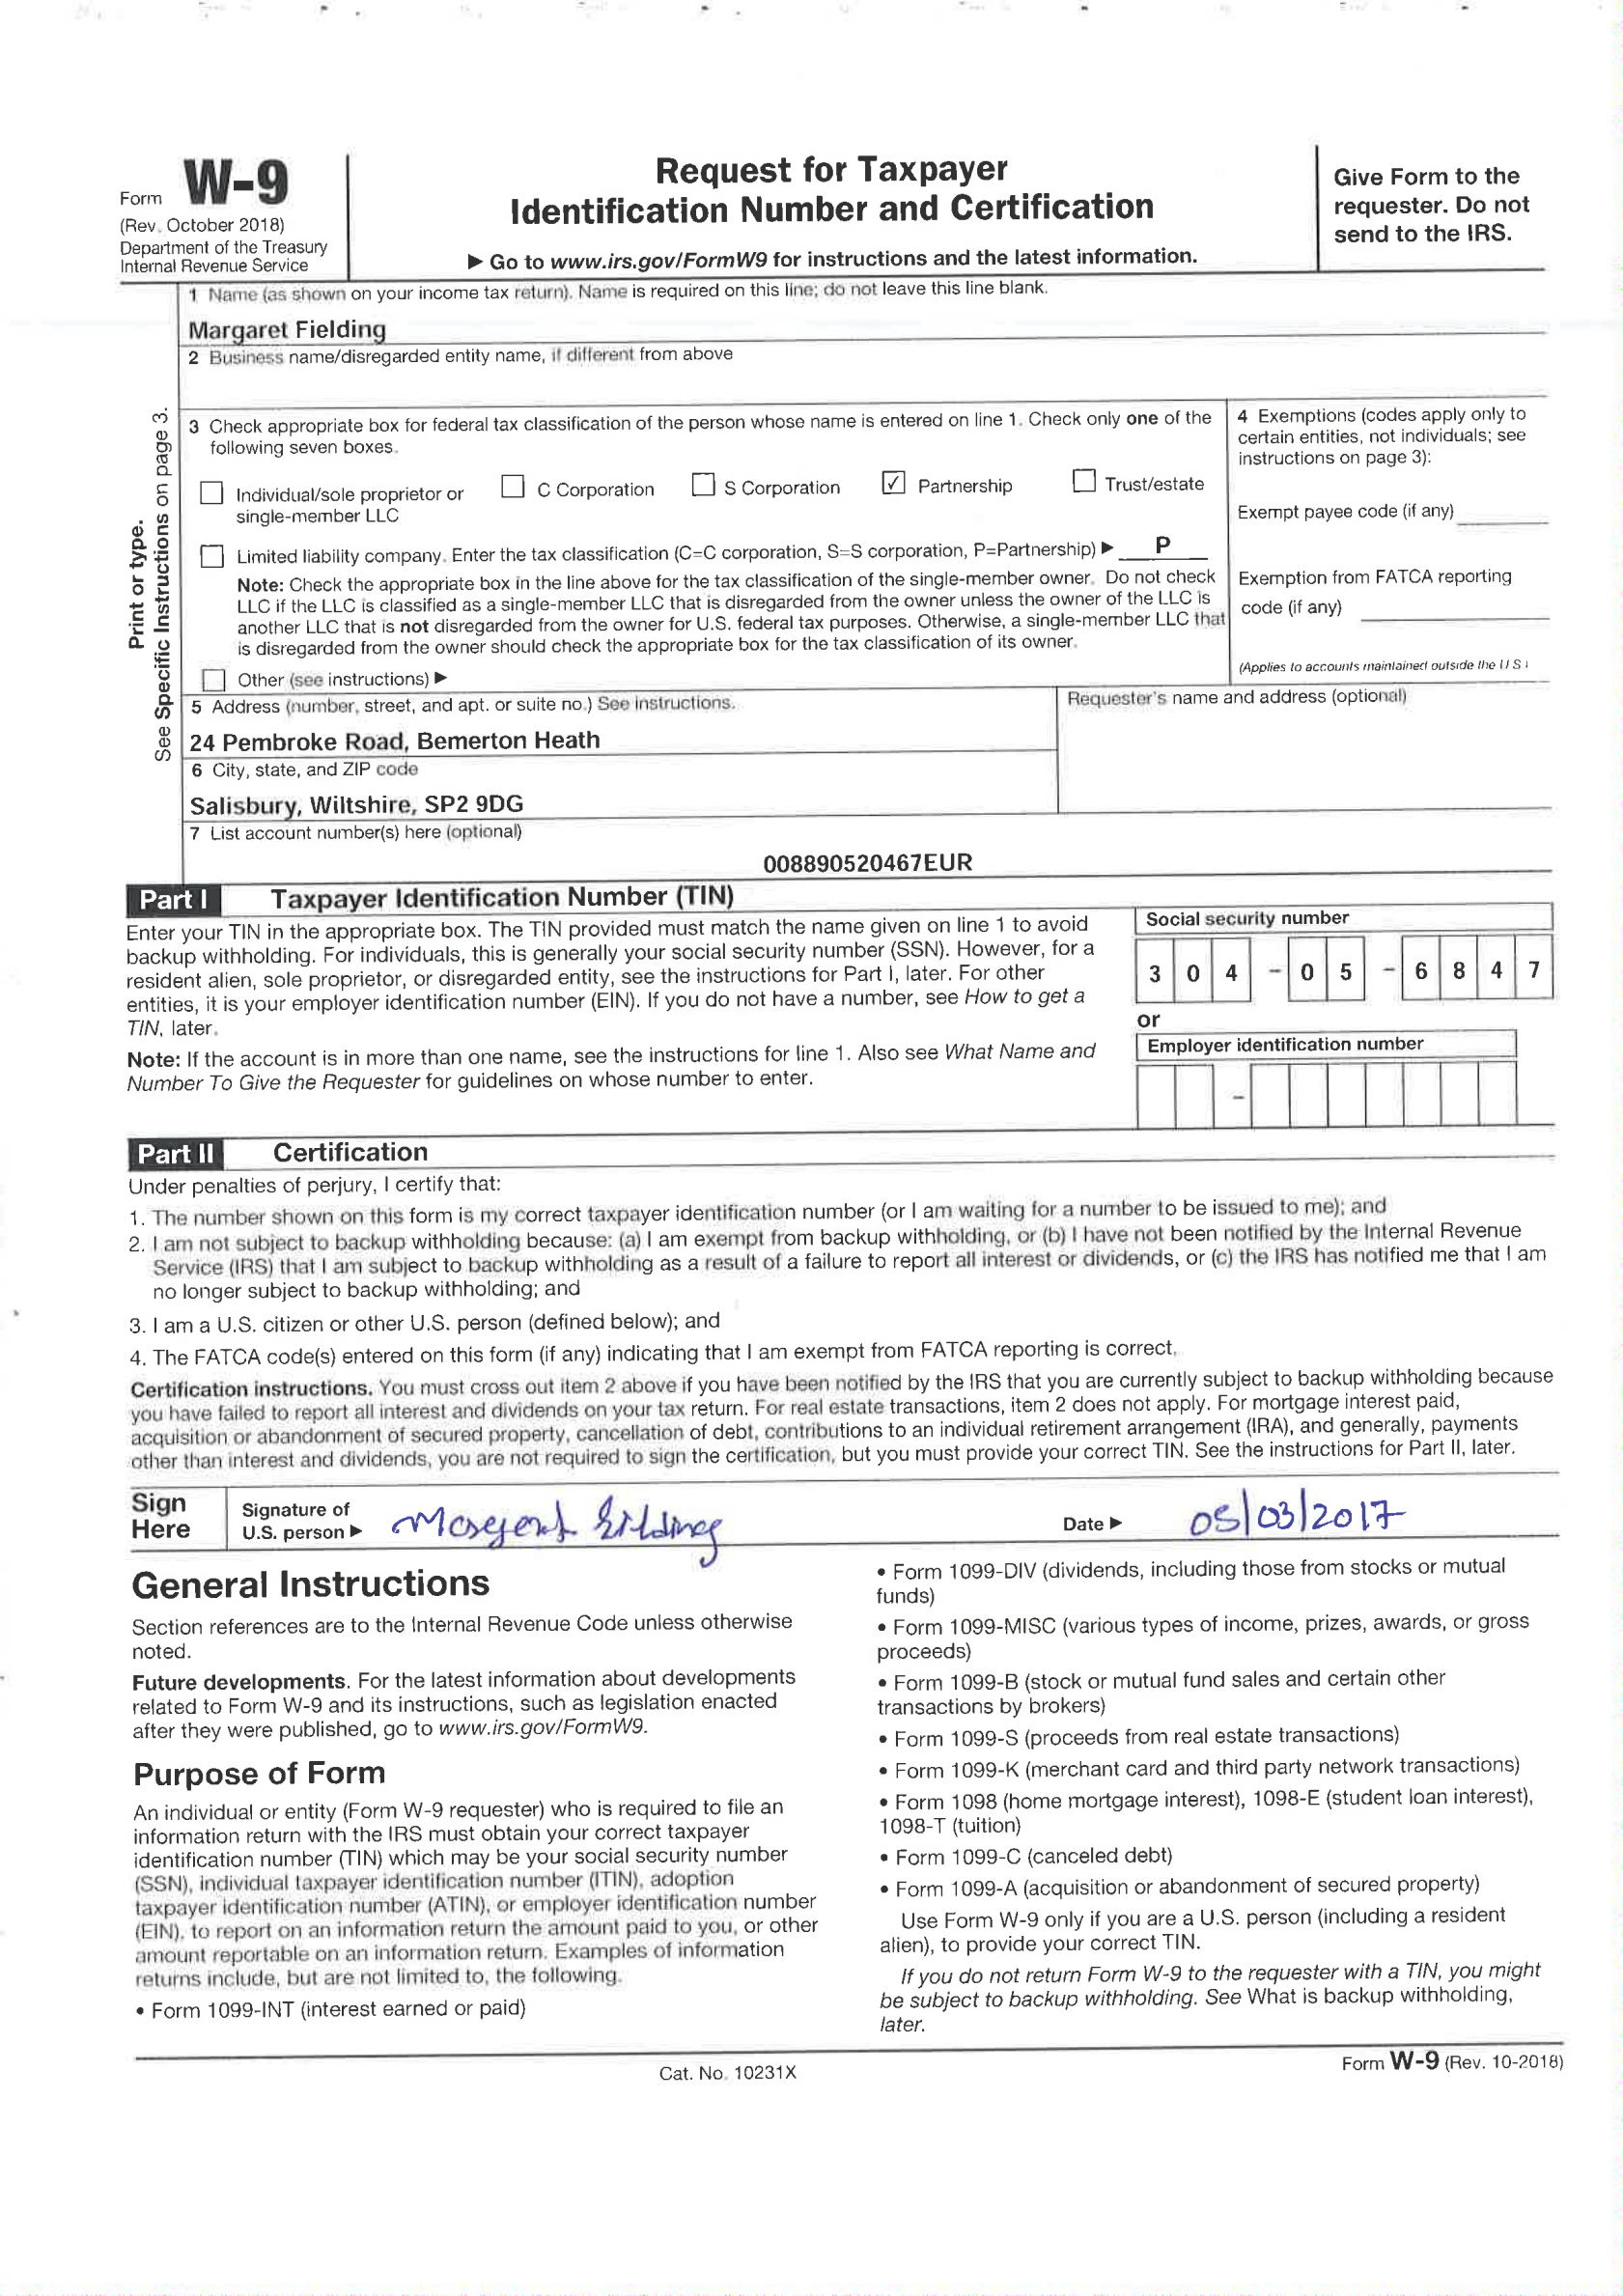 Form W-9
(Rev. October 2018)
Department of the Treasury
Internal Revenue Service
Request for Taxpayer
Identification Number and Certification
▶ Go to www.irs.gov/FormW9 for instructions and the latest information.
Give Form to the
requester. Do not
send to the IRS.
Print or type.
See Specific Instructions on page 3.
1 Name (as shown on your income tax return). Name is required on this line; do not leave this line blank.
Margaret Fielding
2 Business name/disregarded entity name, if different from above
3 Check appropriate box for federal tax classification of the person whose name is entered on line 1. Check only one of the
following seven boxes.
☐ Individual/sole proprietor or
single-member LLC
☐ C Corporation
☐ S Corporation
☑ Partnership
☐ Trust/estate
☐ Limited liability company. Enter the tax classification (C=C corporation, S=S corporation, P=Partnership) ▶ P
Note: Check the appropriate box in the line above for the tax classification of the single-member owner. Do not check
LLC if the LLC is classified as a single-member LLC that is disregarded from the owner unless the owner of the LLC is
another LLC that is not disregarded from the owner for U.S. federal tax purposes. Otherwise, a single-member LLC that
is disregarded from the owner should check the appropriate box for the tax classification of its owner.
☐ Other (see instructions) ▶
4 Exemptions (codes apply only to
certain entities, not individuals; see
instructions on page 3):
Exempt payee code (if any)
Exemption from FATCA reporting
code (if any)
(Applies to accounts maintained outside the U.S.)
5 Address (number, street, and apt. or suite no.) See instructions.
24 Pembroke Road, Bemerton Heath
6 City, state, and ZIP code
Salisbury, Wiltshire, SP2 9DG
Requester's name and address (optional)
7 List account number(s) here (optional)
008890520467EUR
Part I Taxpayer Identification Number (TIN)
Enter your TIN in the appropriate box. The TIN provided must match the name given on line 1 to avoid
backup withholding. For individuals, this is generally your social security number (SSN). However, for a
resident alien, sole proprietor, or disregarded entity, see the instructions for Part I, later. For other
entities, it is your employer identification number (EIN). If you do not have a number, see How to get a
TIN, later.
Note: If the account is in more than one name, see the instructions for line 1. Also see What Name and
Number To Give the Requester for guidelines on whose number to enter.
Social security number
3 0 4 - 0 5 - 6 8 4 7
or
Employer identification number
-
Part II Certification
Under penalties of perjury, I certify that:
1. The number shown on this form is my correct taxpayer identification number (or I am waiting for a number to be issued to me); and
2. I am not subject to backup withholding because: (a) I am exempt from backup withholding, or (b) I have not been notified by the Internal Revenue
Service (IRS) that I am subject to backup withholding as a result of a failure to report all interest or dividends, or (c) the IRS has notified me that I am
no longer subject to backup withholding; and
3. I am a U.S. citizen or other U.S. person (defined below); and
4. The FATCA code(s) entered on this form (if any) indicating that I am exempt from FATCA reporting is correct.
Certification instructions. You must cross out item 2 above if you have been notified by the IRS that you are currently subject to backup withholding because
you have failed to report all interest and dividends on your tax return. For real estate transactions, item 2 does not apply. For mortgage interest paid,
acquisition or abandonment of secured property, cancellation of debt, contributions to an individual retirement arrangement (IRA), and generally, payments
other than interest and dividends, you are not required to sign the certification, but you must provide your correct TIN. See the instructions for Part II, later.
Sign
Here
Signature of
U.S. person ▶
Date ▶ 05/03/2017
General Instructions
Section references are to the Internal Revenue Code unless otherwise
noted.
Future developments. For the latest information about developments
related to Form W-9 and its instructions, such as legislation enacted
after they were published, go to www.irs.gov/FormW9.
Purpose of Form
An individual or entity (Form W-9 requester) who is required to file an
information return with the IRS must obtain your correct taxpayer
identification number (TIN) which may be your social security number
(SSN), individual taxpayer identification number (ITIN), adoption
taxpayer identification number (ATIN), or employer identification number
(EIN), to report on an information return the amount paid to you, or other
amount reportable on an information return. Examples of information
returns include, but are not limited to, the following.
• Form 1099-INT (interest earned or paid)
• Form 1099-DIV (dividends, including those from stocks or mutual
funds)
• Form 1099-MISC (various types of income, prizes, awards, or gross
proceeds)
• Form 1099-B (stock or mutual fund sales and certain other
transactions by brokers)
• Form 1099-S (proceeds from real estate transactions)
• Form 1099-K (merchant card and third party network transactions)
• Form 1098 (home mortgage interest), 1098-E (student loan interest),
1098-T (tuition)
• Form 1099-C (canceled debt)
• Form 1099-A (acquisition or abandonment of secured property)
Use Form W-9 only if you are a U.S. person (including a resident
alien), to provide your correct TIN.
If you do not return Form W-9 to the requester with a TIN, you might
be subject to backup withholding. See What is backup withholding,
later.
Cat. No. 10231X
Form W-9 (Rev. 10-2018)